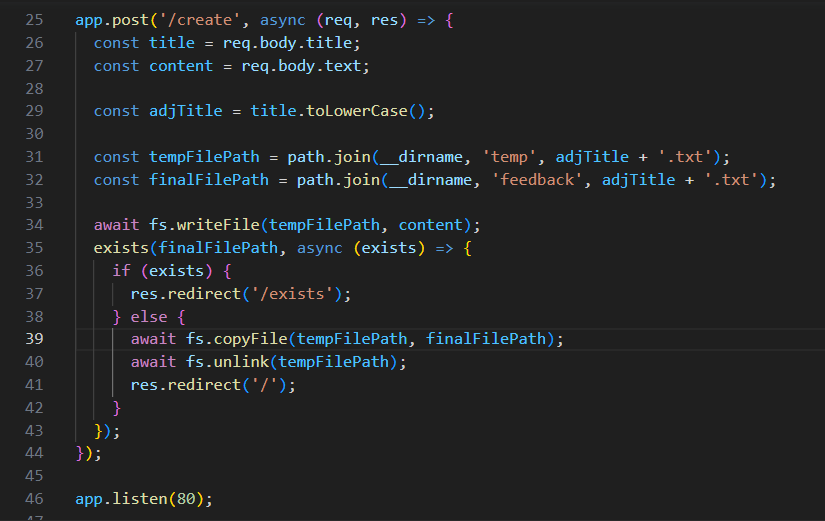 25 app.post('/create', async (req, res) => {
26 const title = req.body.title;
27 const content = req.body.text;
28
29 const adjTitle = title.toLowerCase();
30
31 const tempFilePath = path.join(__dirname, 'temp', adjTitle + '.txt');
32 const finalFilePath = path.join(__dirname, 'feedback', adjTitle + '.txt');
33
34 await fs.writeFile(tempFilePath, content);
35 exists(finalFilePath, async (exists) => {
36 if (exists) {
37 res.redirect('/exists');
38 } else {
39 await fs.copyFile(tempFilePath, finalFilePath);
40 await fs.unlink(tempFilePath);
41 res.redirect('/');
42 }
43 });
44 });
45
46 app.listen(80);
47